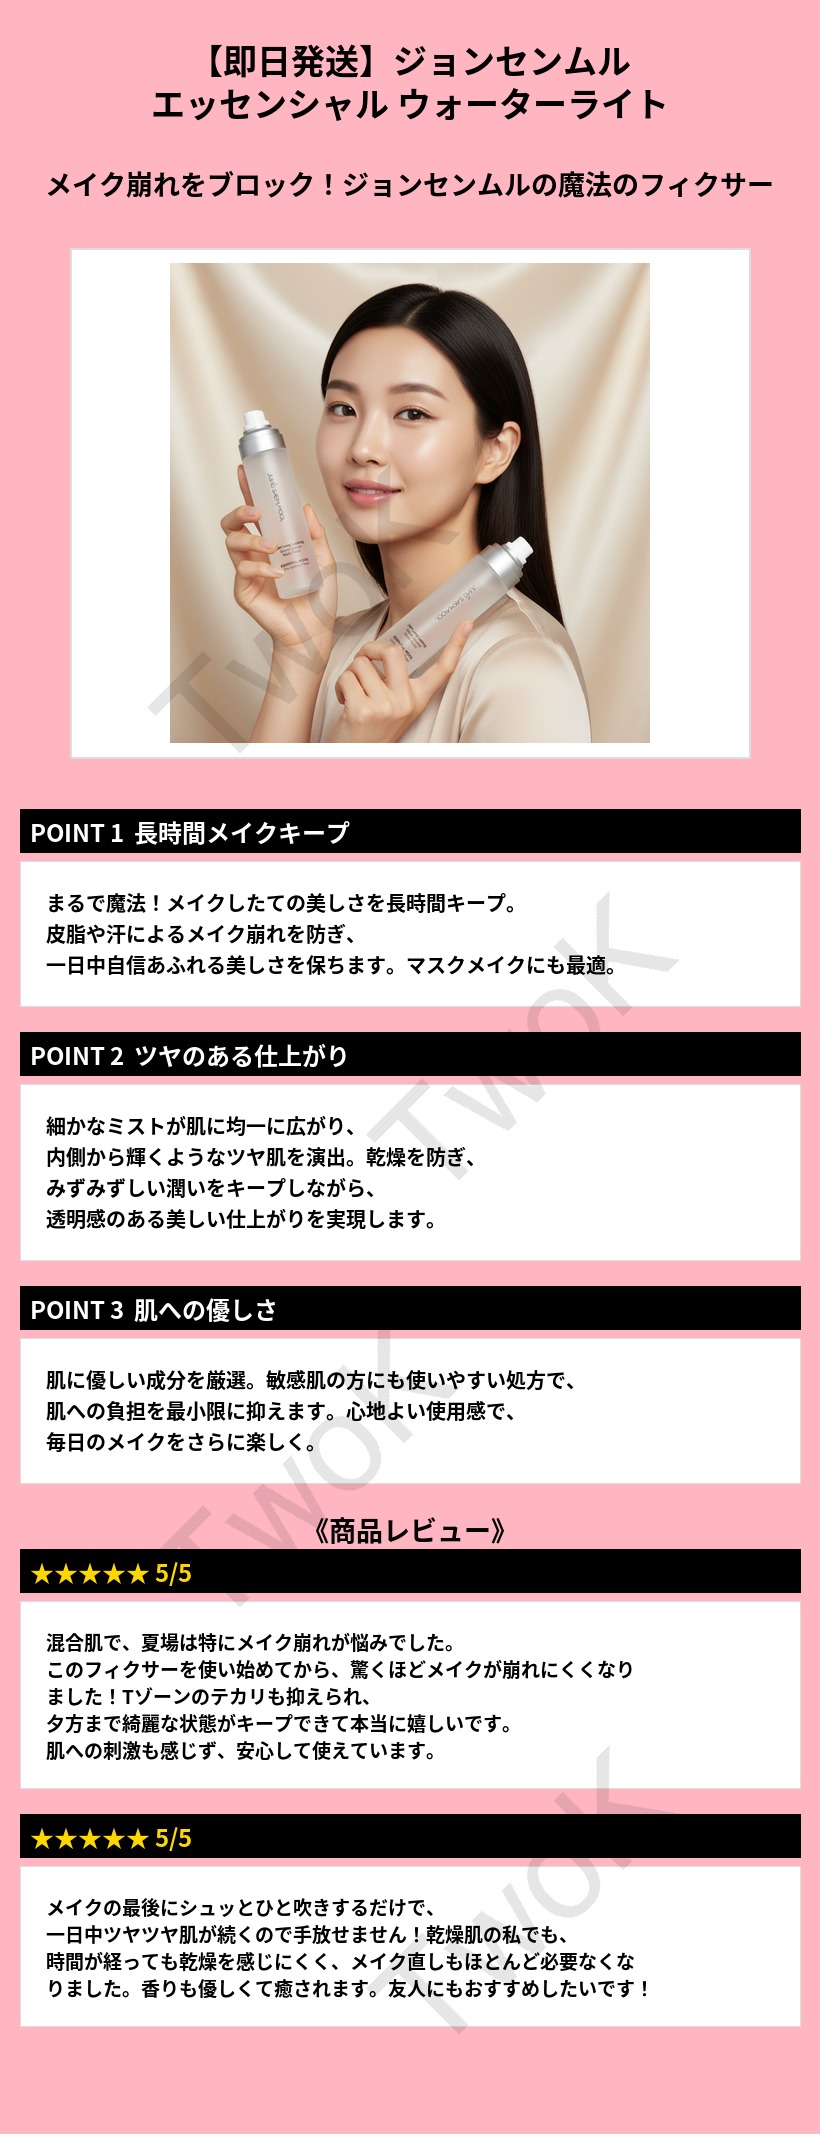 【即日発送】ジョンセンムル
エッセンシャル ウォーターライト
メイク崩れをブロック！ジョンセンムルの魔法のフィクサー
TwoK
POINT 1 長時間メイクキープ
まるで魔法！メイクしたての美しさを長時間キープ。
皮脂や汗によるメイク崩れを防ぎ、
一日中自信あふれる美しさを保ちます。マスクメイクにも最適。
TwoK
POINT 2 ツヤのある仕上がり
細かなミストが肌に均一に広がり、
内側から輝くようなツヤ肌を演出。乾燥を防ぎ、
みずみずしい潤いをキープしながら、
透明感のある美しい仕上がりを実現します。
POINT 3 肌への優しさ
肌に優しい成分を厳選。敏感肌の方にも使いやすい処方で、
肌への負担を最小限に抑えます。心地よい使用感で、
毎日のメイクをさらに楽しく。
TwoK
《商品レビュー》
★★★★★ 5/5
混合肌で、夏場は特にメイク崩れが悩みでした。
このフィクサーを使い始めてから、驚くほどメイクが崩れにくくなり
ました！Tゾーンのテカリも抑えられ、
夕方まで綺麗な状態がキープできて本当に嬉しいです。
肌への刺激も感じず、安心して使えています。
★★★★★ 5/5
メイクの最後にシュッとひと吹きするだけで、
一日中ツヤツヤ肌が続くので手放せません！乾燥肌の私でも、
時間が経っても乾燥を感じにくく、メイク直しもほとんど必要なくな
りました。香りも優しくて癒されます。友人にもおすすめしたいです！
TwoK